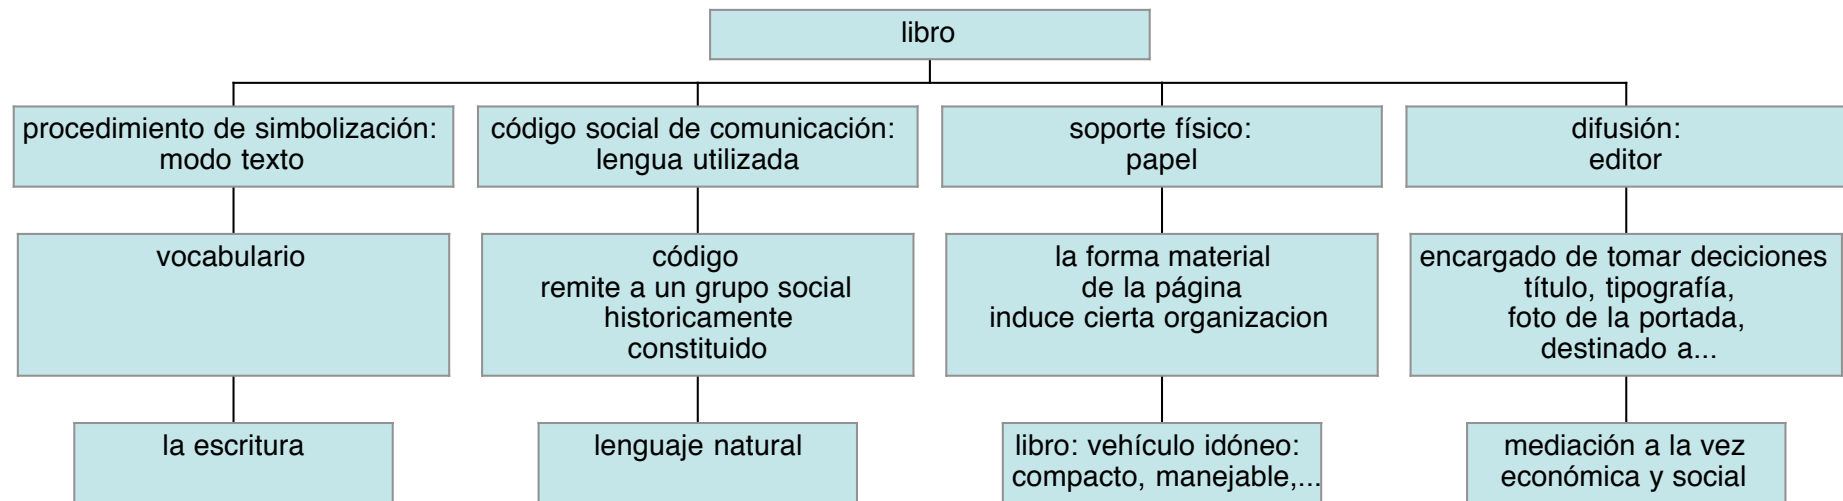 libro
procedimiento de simbolización:
modo texto
código social de comunicación:
lengua utilizada
soporte físico:
papel
difusión:
editor
vocabulario
código
remite a un grupo social
historicamente
constituido
la forma material
de la página
induce cierta organizacion
encargado de tomar deciciones
título, tipografía,
foto de la portada,
destinado a...
la escritura
lenguaje natural
libro: vehículo idóneo:
compacto, manejable,...
mediación a la vez
económica y social